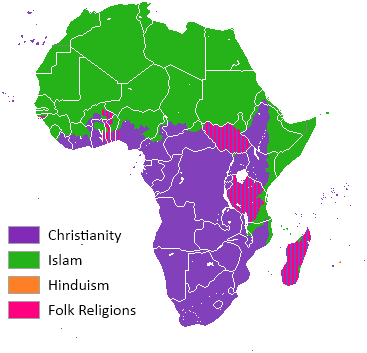 Christianity
Islam
Hinduism
Folk Religions